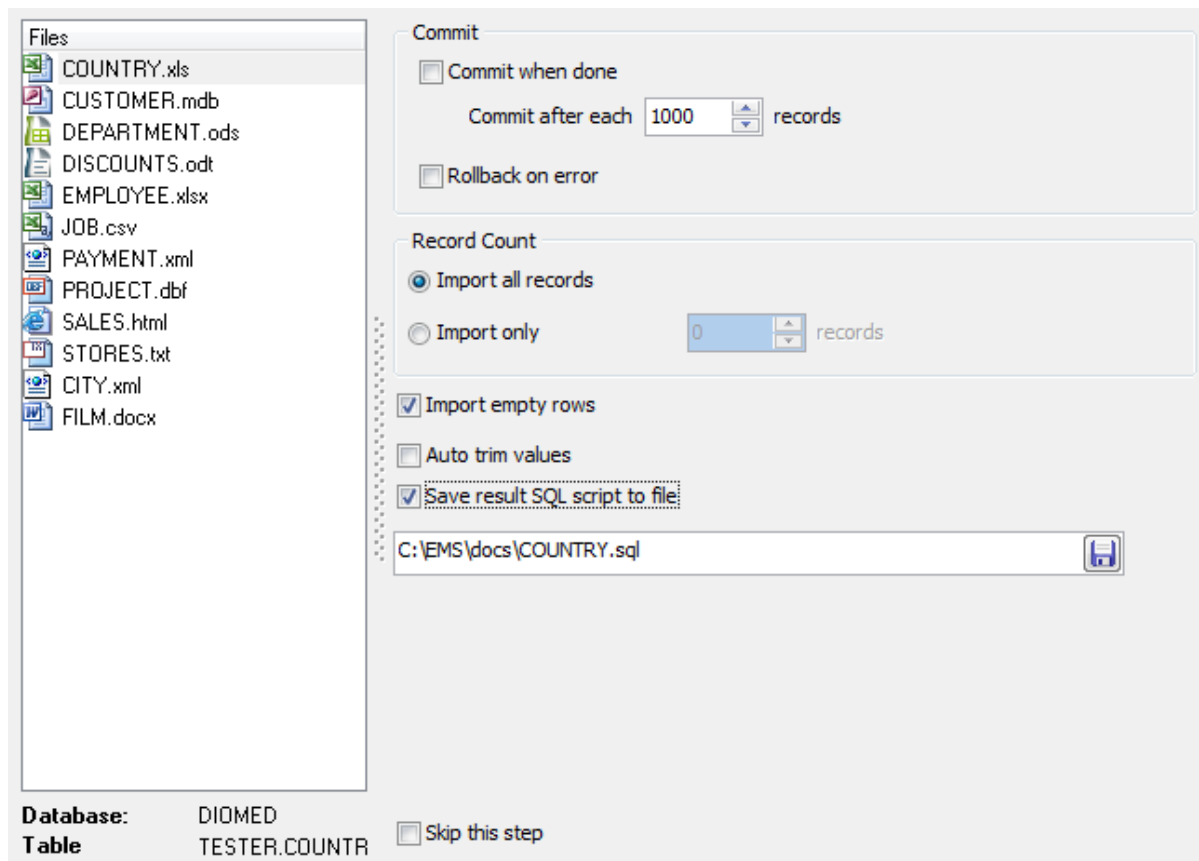 Files
COUNTRY.xls
CUSTOMER.mdb
DEPARTMENT.ods
DISCOUNTS.odt
EMPLOYEE.xlsx
JOB.csv
PAYMENT.xml
PROJECT.dbf
SALES.html
STORES.txt
CITY.xml
FILM.docx
Commit
Commit when done
Commit after each 1000 records
Rollback on error
Record Count
Import all records
Import only 0 records
Import empty rows
Auto trim values
Save result SQL script to file
C:\EMS\docs\COUNTRY.sql
Database: DIOMED
Table TESTER.COUNTR
Skip this step